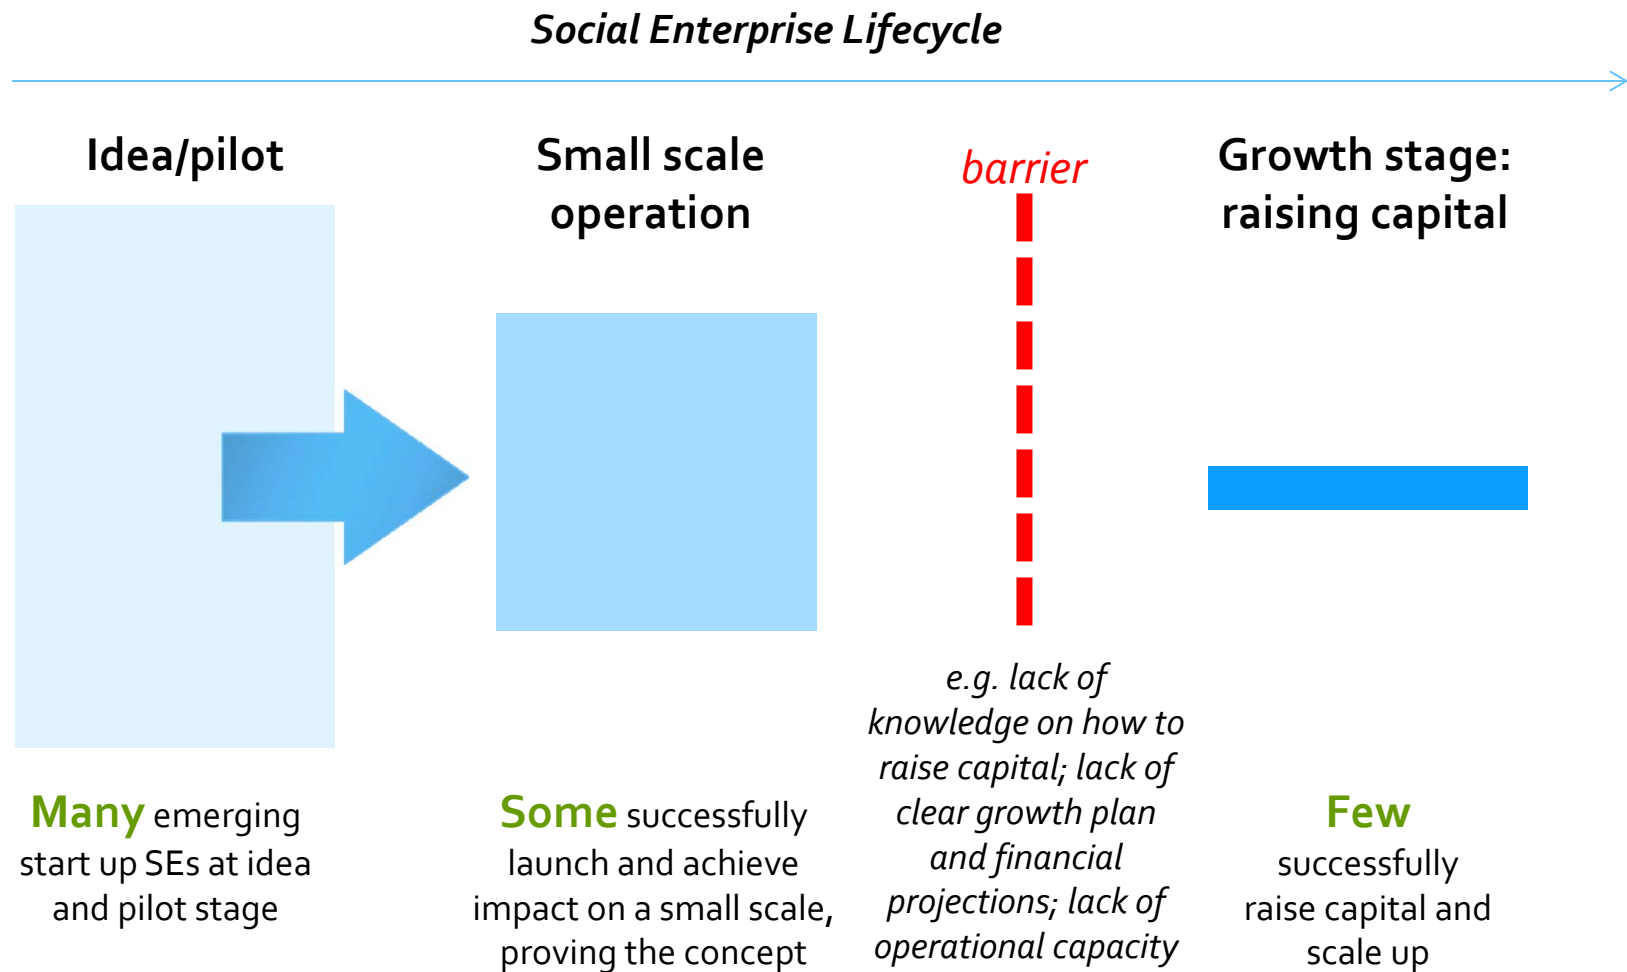 Social Enterprise Lifecycle
Idea/pilot
Small scale
operation
barrier
Growth stage:
raising capital
Many emerging
start up SEs at idea
and pilot stage
Some successfully
launch and achieve
impact on a small scale,
proving the concept
e.g. lack of
knowledge on how to
raise capital; lack of
clear growth plan
and financial
projections; lack of
operational capacity
Few
successfully
raise capital and
scale up